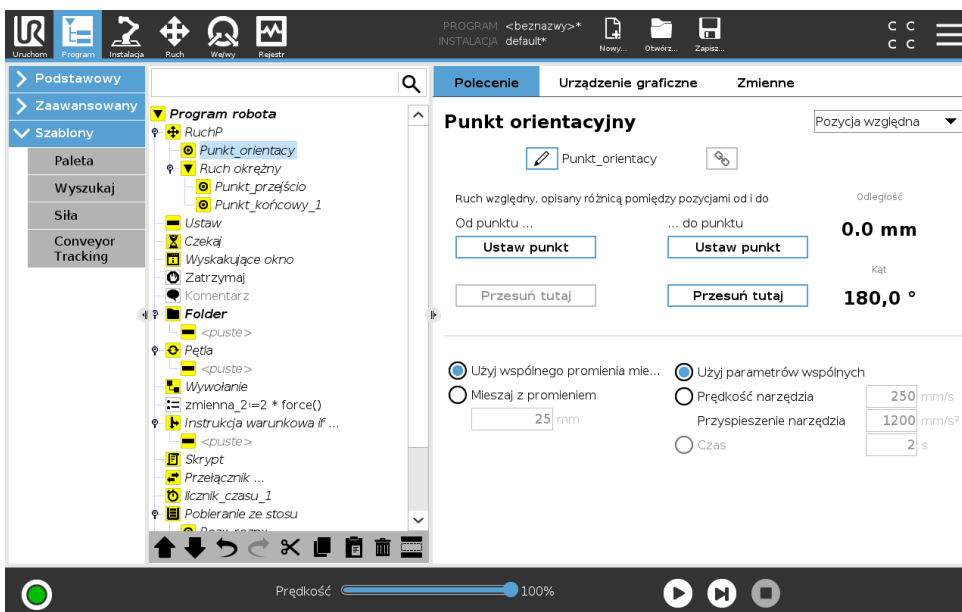 PROGRAM <beznazwy>*
INSTALACJA default*
Uruchom Program Instalacja Ruch We/wy Rejestr Nowy... Otwórz... Zapisz...
C C
C C
Podstawowy
Zaawansowany
Szablony
Paleta
Wyszukaj
Siła
Conveyor
Tracking
Program robota
RuchP
Punkt_orientacy
Ruch okrężny
Punkt_przejścio
Punkt_końcowy_1
Ustaw
Czekaj
Wyskakujące okno
Zatrzymaj
Komentarz
Folder
<puste>
Pętla
<puste>
Wywołanie
zmienna_2:=2 * force()
Instrukcja warunkowa if ...
<puste>
Skrypt
Przełącznik ...
licznik_czasu_1
Pobieranie ze stosu
Polecenie Urządzenie graficzne Zmienne
Punkt orientacyjny
Pozycja względna
Punkt_orientacy
Ruch względny, opisany różnicą pomiędzy pozycjami od i do
Odległość
Od punktu ... ... do punktu
0.0 mm
Ustaw punkt Ustaw punkt
Kąt
Przesuń tutaj Przesuń tutaj
180,0 °
Użyj wspólnego promienia mie...
Mieszaj z promieniem
25 mm
Użyj parametrów wspólnych
Prędkość narzędzia 250 mm/s
Przyspieszenie narzędzia 1200 mm/s²
Czas 2 s
Prędkość 100%